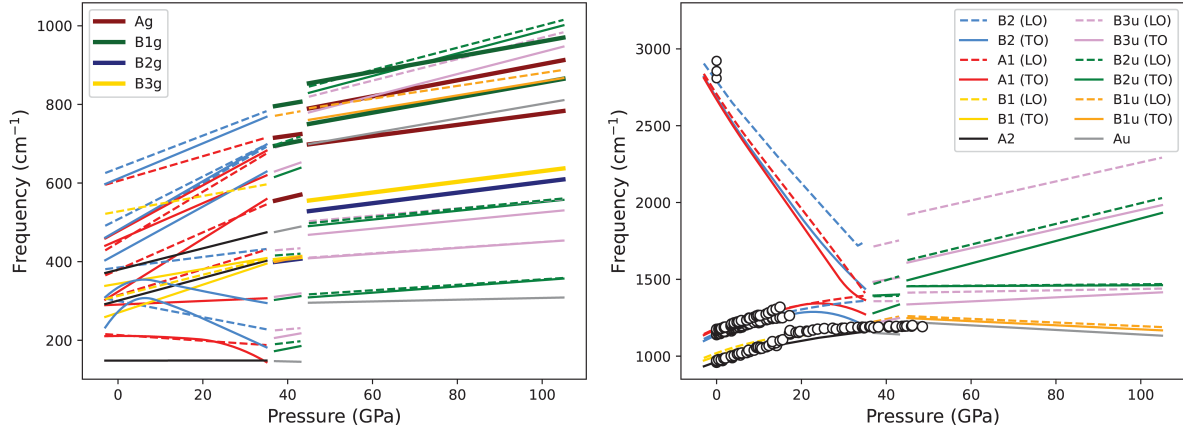 1000
800
600
400
200
Frequency (cm⁻¹)
Ag
B1g
B2g
B3g
0
20
40
60
80
100
Pressure (GPa)
3000
2500
2000
1500
1000
Frequency (cm⁻¹)
B2 (LO)
B2 (TO)
A1 (LO)
A1 (TO)
B1 (LO)
B1 (TO)
A2
B3u (LO)
B3u (TO
B2u (LO)
B2u (TO)
B1u (LO)
B1u (TO)
Au
0
20
40
60
80
100
Pressure (GPa)